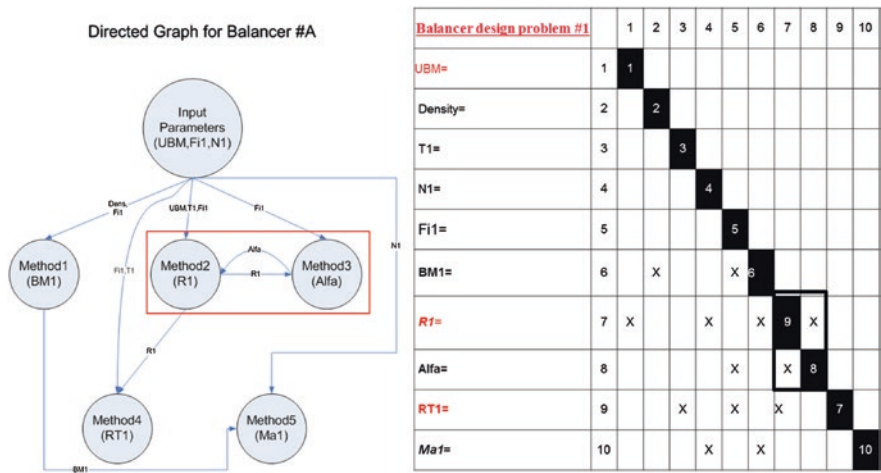 Directed Graph for Balancer #A
Input
Parameters
(UBM,Fi1,N1)
Dens,
Fi1
UBM,T1,Fi1
Fi1
N1
Fi1,T1
Alfa
R1
Method1
(BM1)
Method2
(R1)
Method3
(Alfa)
R1
Method4
(RT1)
Method5
(Ma1)
BM1
Balancer design problem #1 1 2 3 4 5 6 7 8 9 10
UBM= 1 1
Density= 2 2
T1= 3 3
N1= 4 4
Fi1= 5 5
BM1= 6 X X 6
R1= 7 X X X 9 X
Alfa= 8 X X 8
RT1= 9 X X X 7
Ma1= 10 X X 10